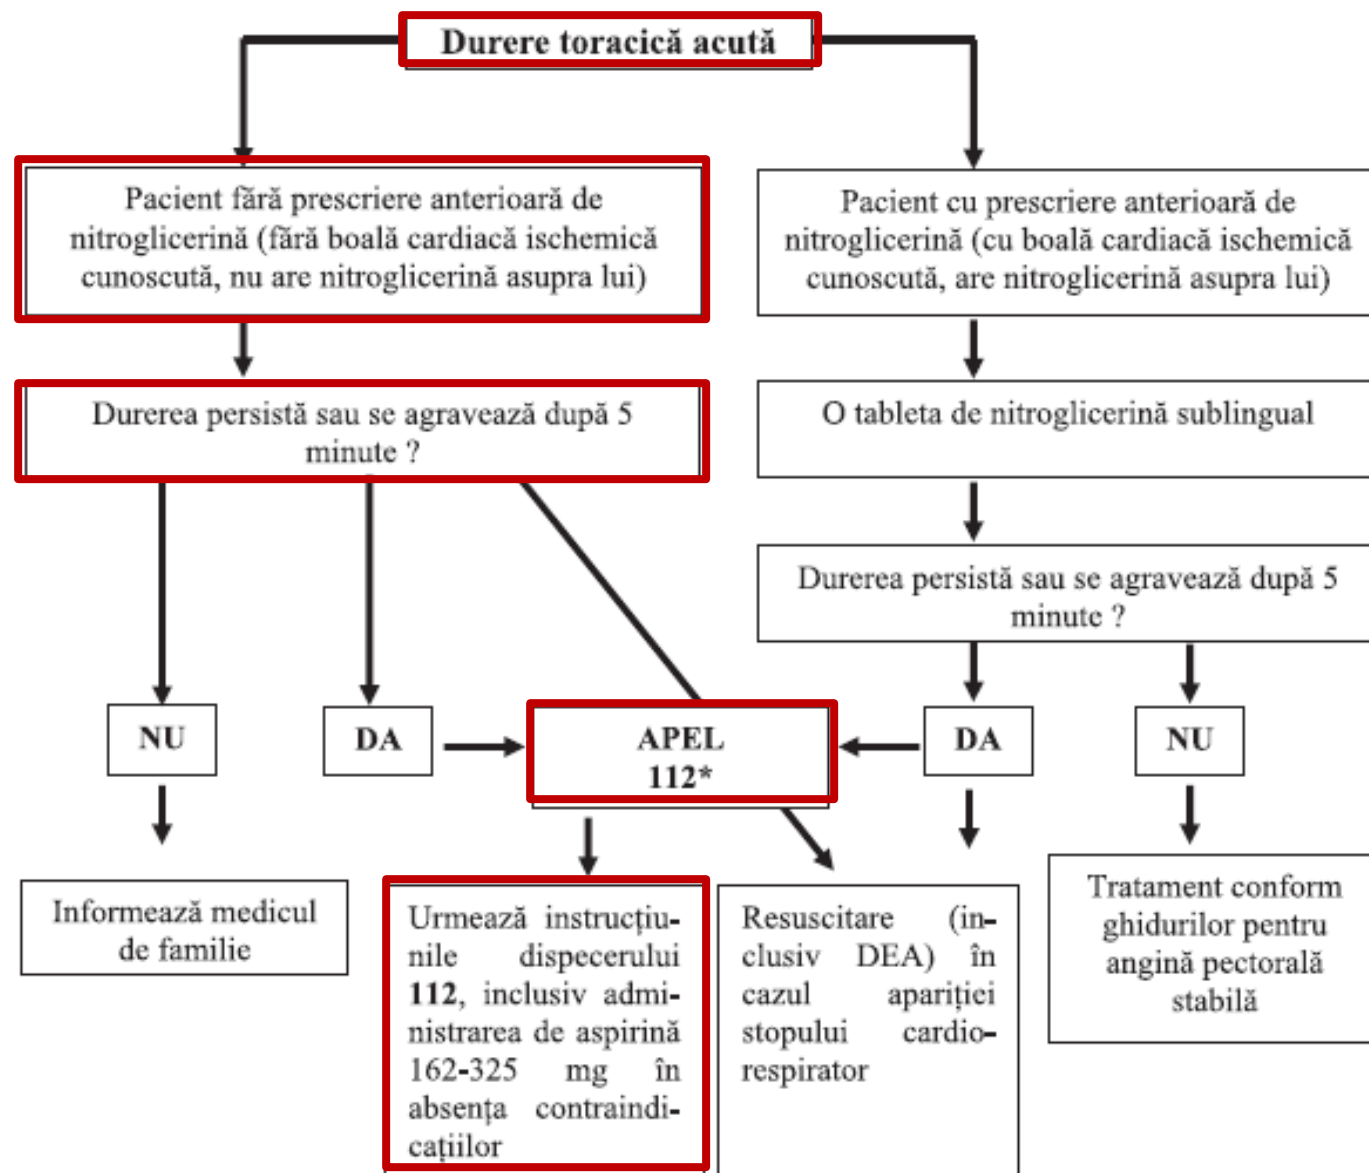 Durere toracică acută
Pacient fără prescriere anterioară de
nitroglicerină (fără boală cardiacă ischemică
cunoscută, nu are nitroglicerină asupra lui)
Pacient cu prescriere anterioară de
nitroglicerină (cu boală cardiacă ischemică
cunoscută, are nitroglicerină asupra lui)
Durerea persistă sau se agravează după 5
minute ?
O tableta de nitroglicerină sublingual
Durerea persistă sau se agravează după 5
minute ?
NU
DA
APEL
112*
DA
NU
Informează medicul
de familie
Urmează instrucțiu-
nile dispecerului
112, inclusiv admi-
nistrarea de aspirină
162-325 mg în
absența contraindi-
cațiilor
Resuscitare (in-
clusiv DEA) în
cazul apariției
stopului cardio-
respirator
Tratament conform
ghidurilor pentru
angină pectorală
stabilă